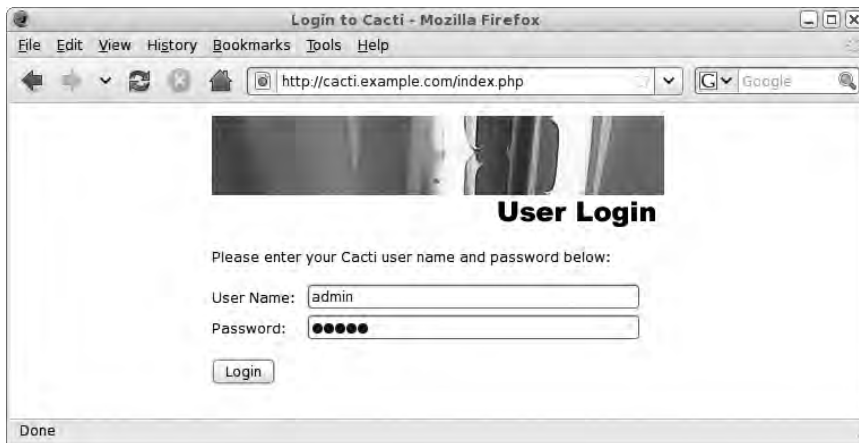 Login to Cacti - Mozilla Firefox
File Edit View History Bookmarks Tools Help
http://cacti.example.com/index.php
G Google
User Login
Please enter your Cacti user name and password below:
User Name: admin
Password: ●●●●●
Login
Done